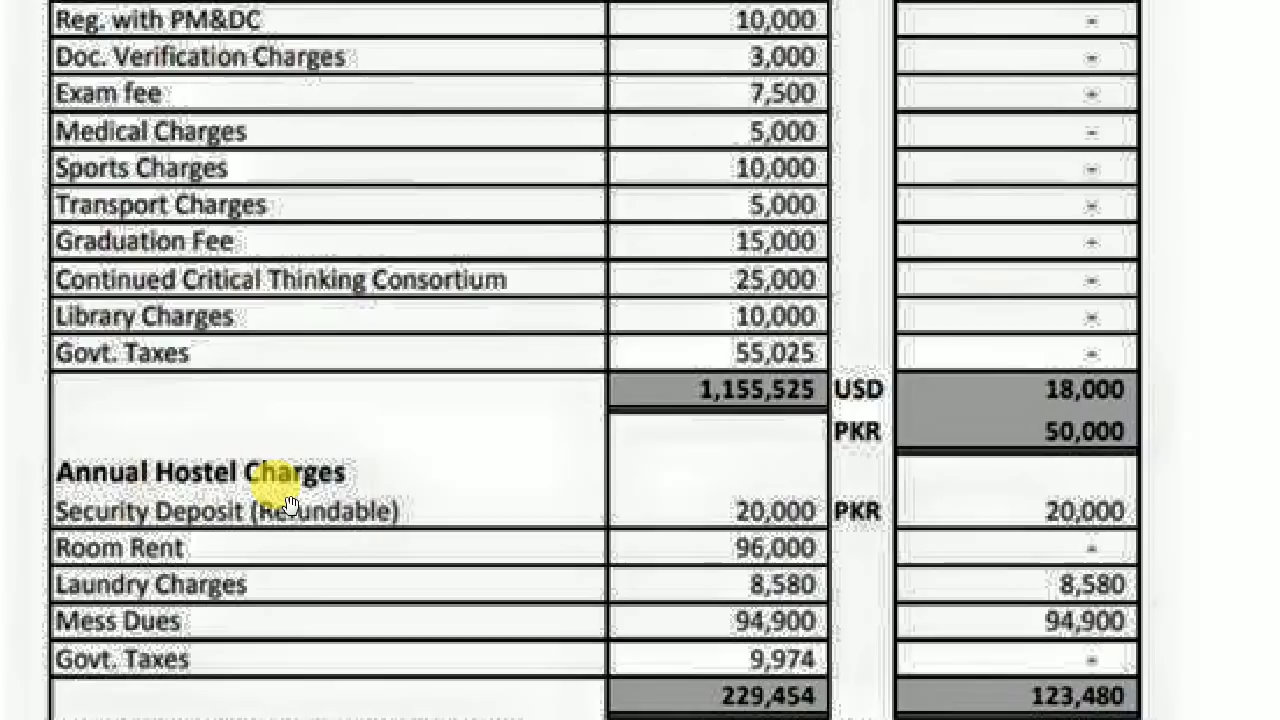 Reg. with PM&DC 10,000 -
Doc. Verification Charges 3,000 -
Exam fee 7,500 -
Medical Charges 5,000 -
Sports Charges 10,000 -
Transport Charges 5,000 -
Graduation Fee 15,000 -
Continued Critical Thinking Consortium 25,000 -
Library Charges 10,000 -
Govt. Taxes 55,025 -
1,155,525 USD 18,000
PKR 50,000
Annual Hostel Charges
Security Deposit (Refundable) 20,000 PKR 20,000
Room Rent 96,000 -
Laundry Charges 8,580 8,580
Mess Dues 94,900 94,900
Govt. Taxes 9,974 -
229,454 123,480